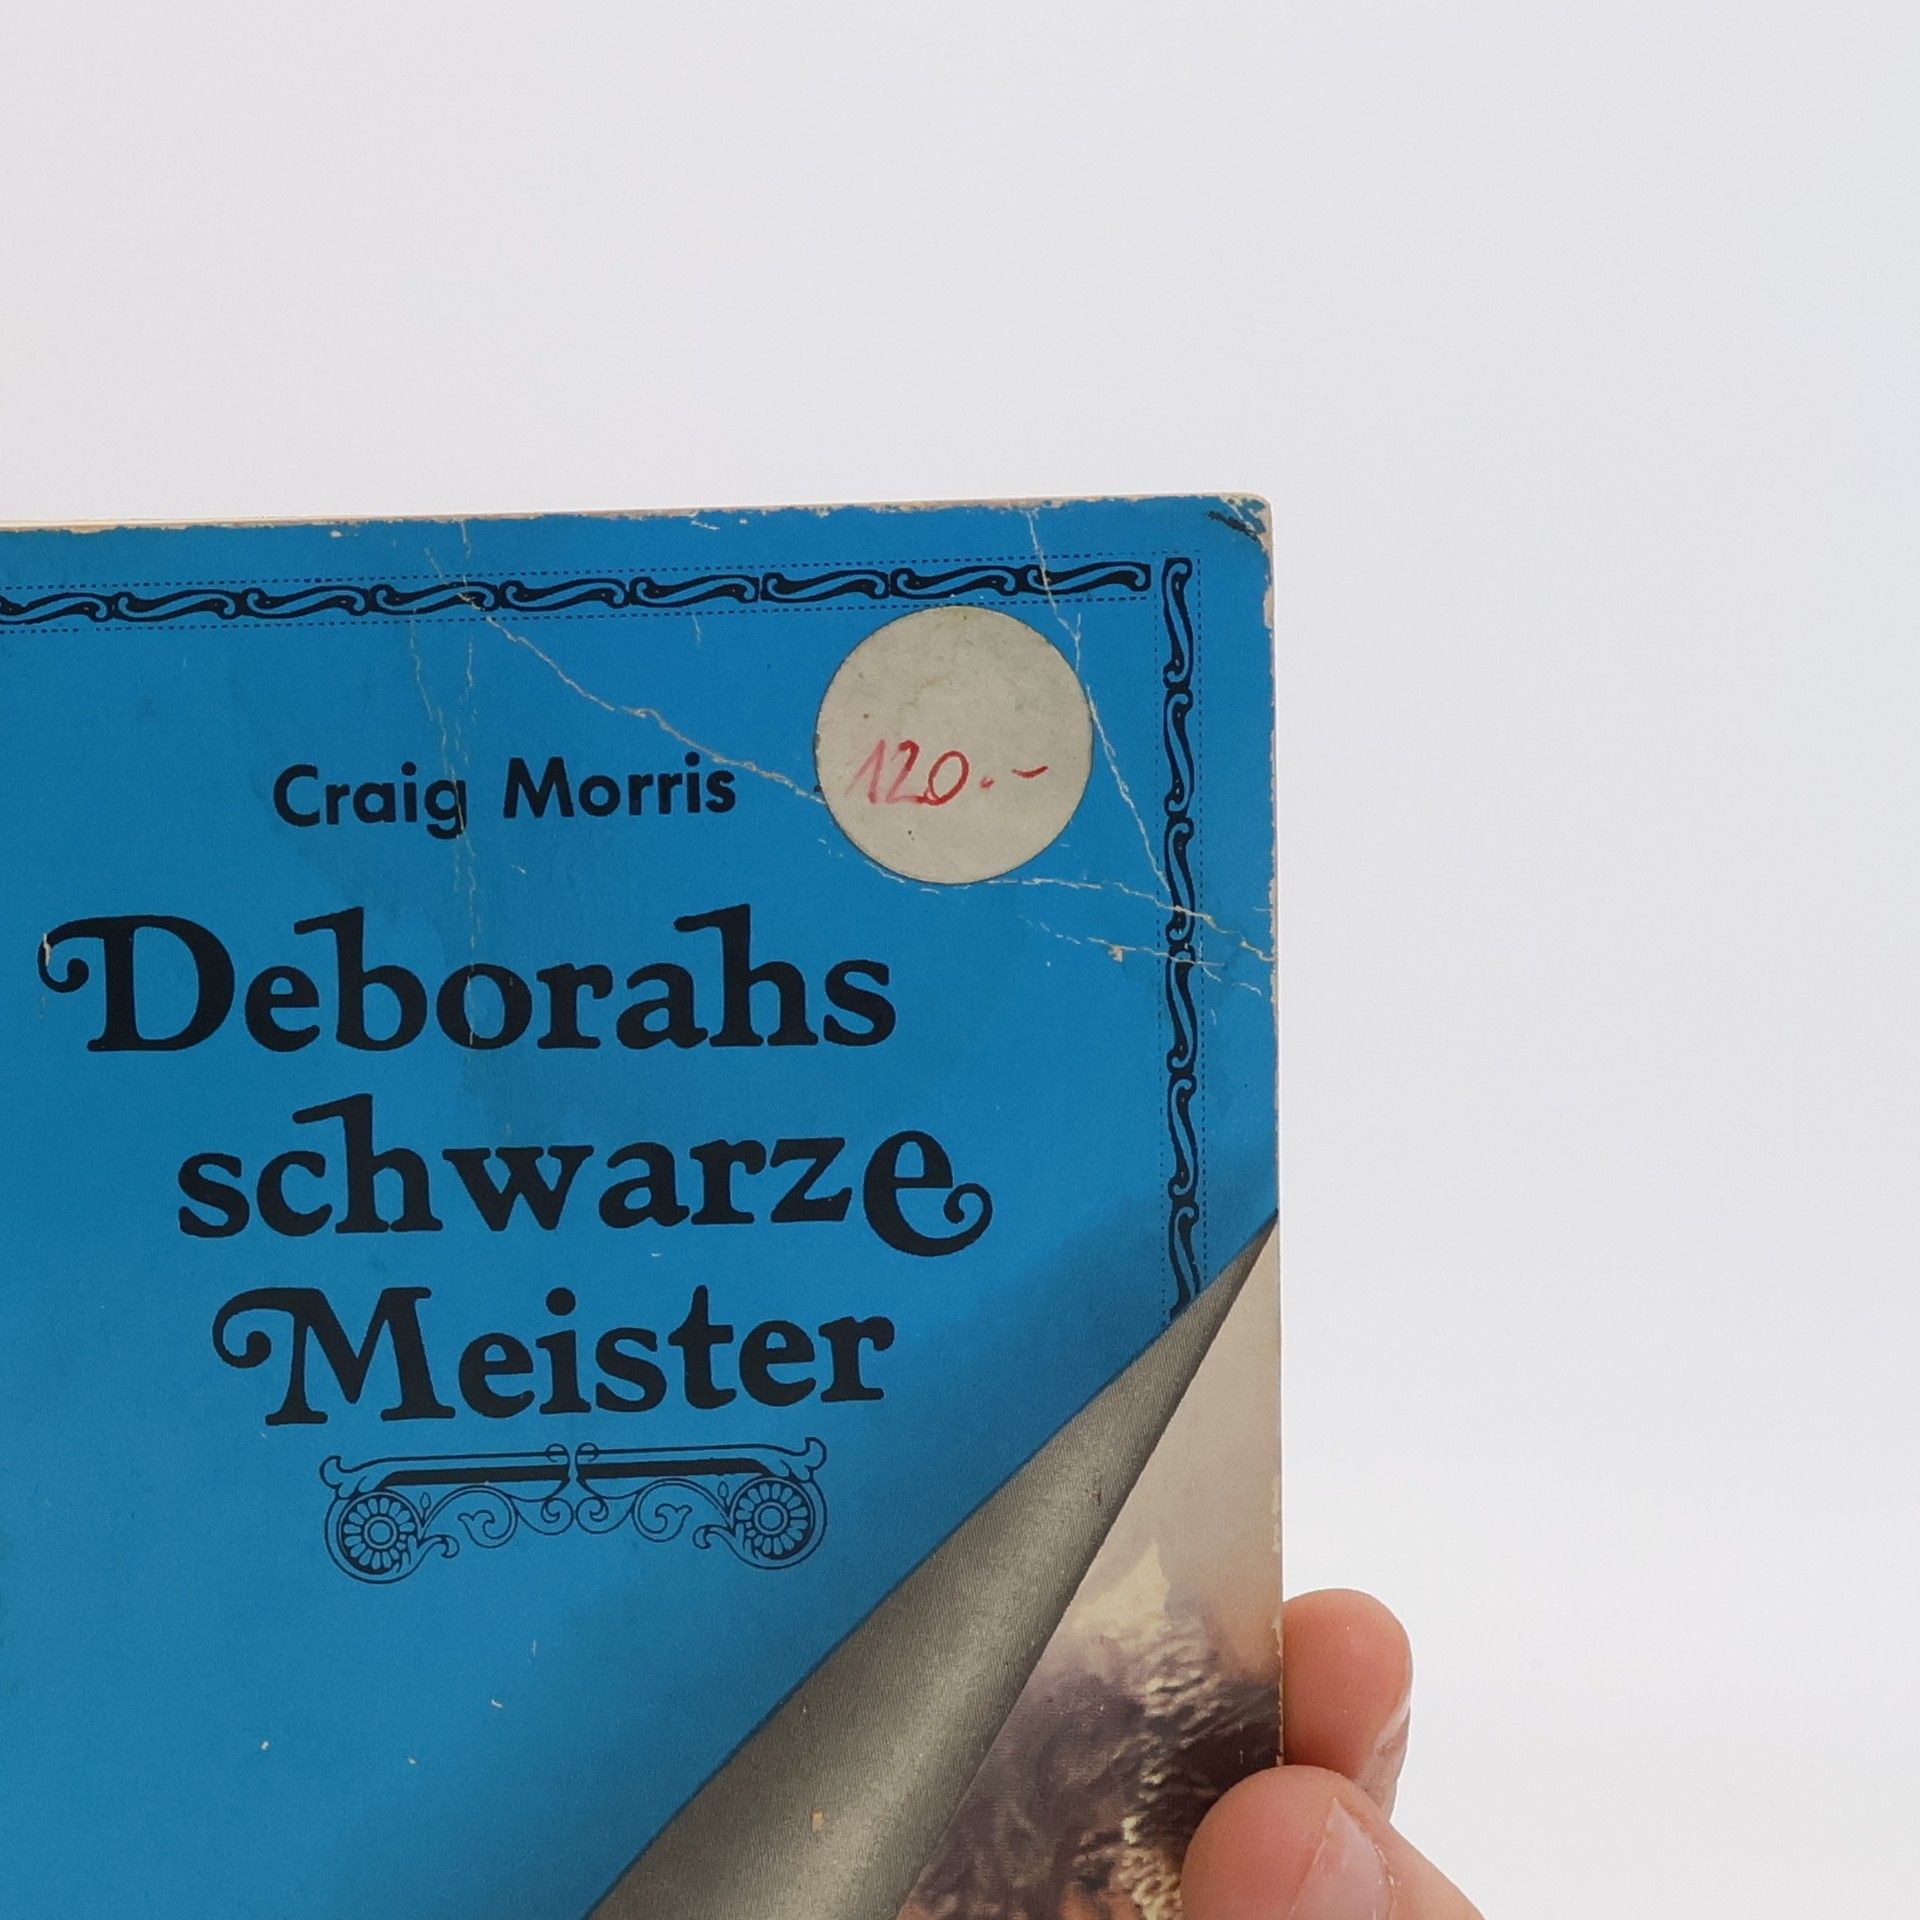 120.-
Craig Morris
Deborahs
schwarze
Meister